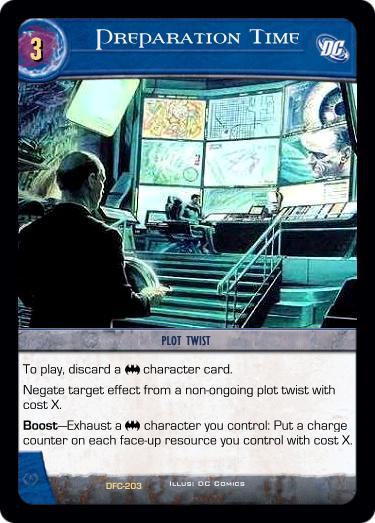 3
PREPARATION TIME
DC
PLOT TWIST
To play, discard a character card.
Negate target effect from a non-ongoing plot twist with
cost X.
Boost—Exhaust a character you control: Put a charge
counter on each face-up resource you control with cost X.
DFC-203
ILLUS: DC COMICS